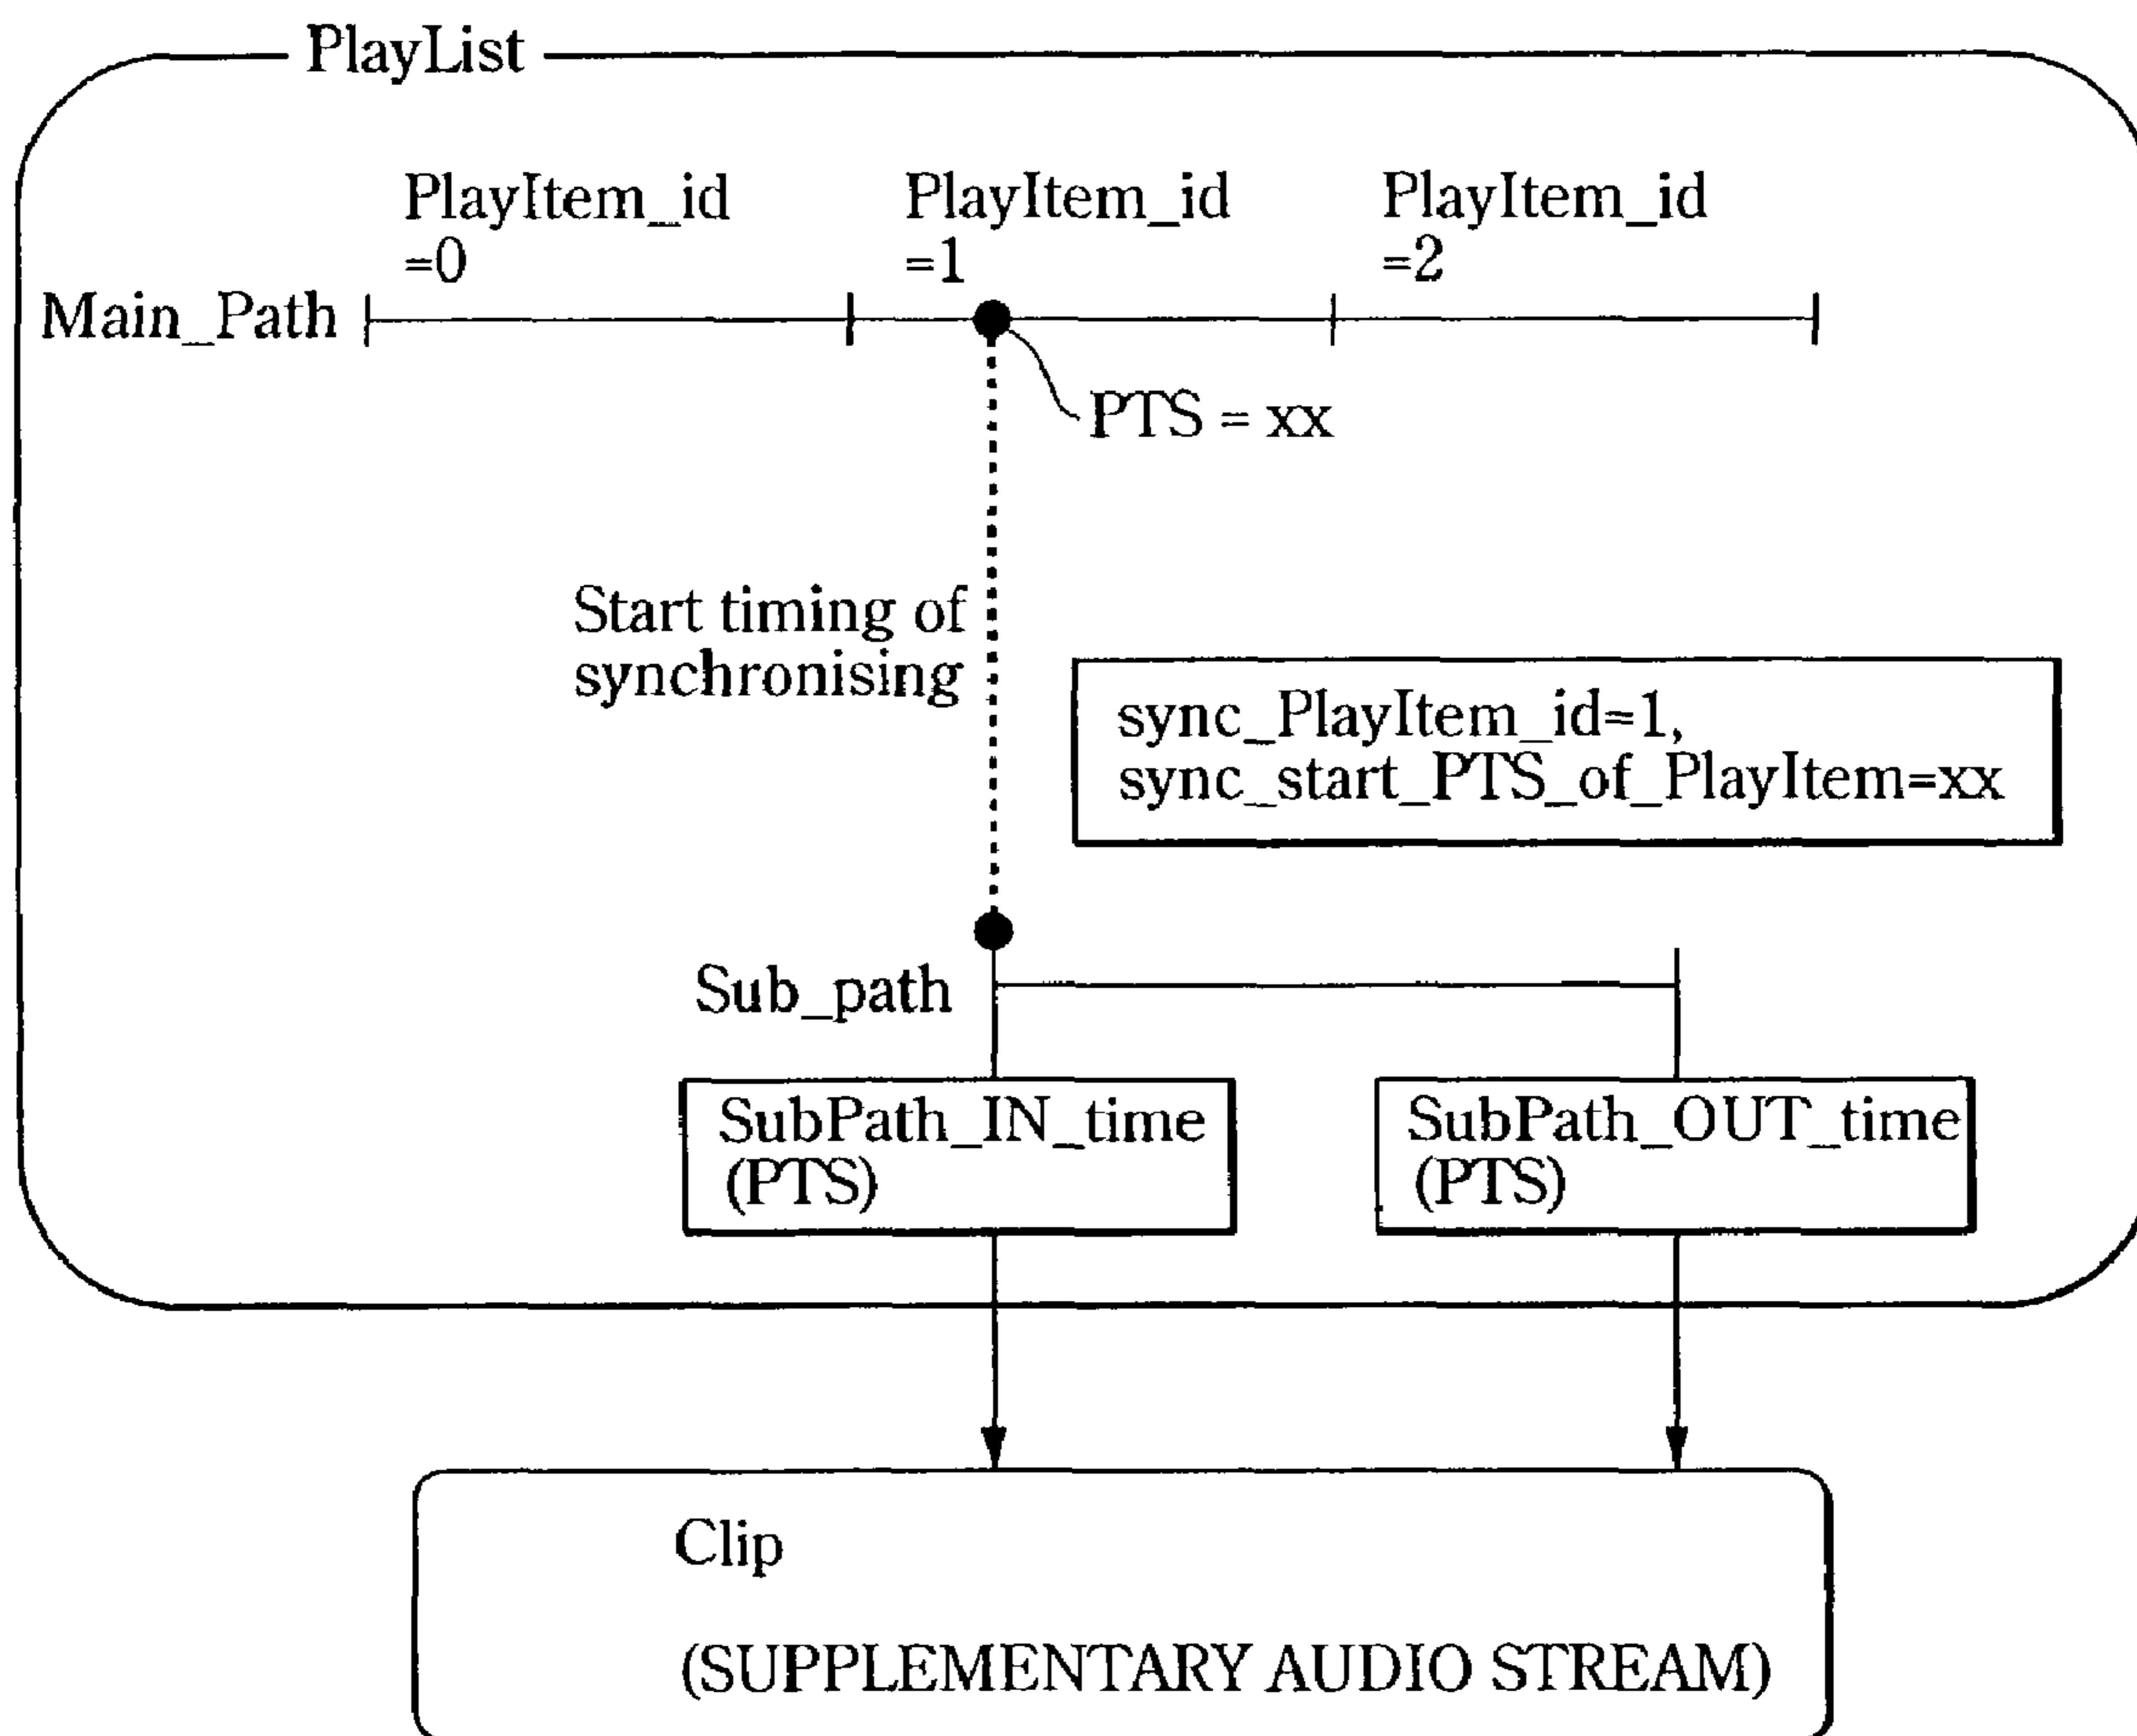 PlayList
PlayItem_id
=0
PlayItem_id
=1
PlayItem_id
=2
Main_Path
PTS = xx
Start timing of
synchronising
sync_PlayItem_id=1,
sync_start_PTS_of_PlayItem=xx
Sub_path
SubPath_IN_time
(PTS)
SubPath_OUT_time
(PTS)
Clip
(SUPPLEMENTARY AUDIO STREAM)